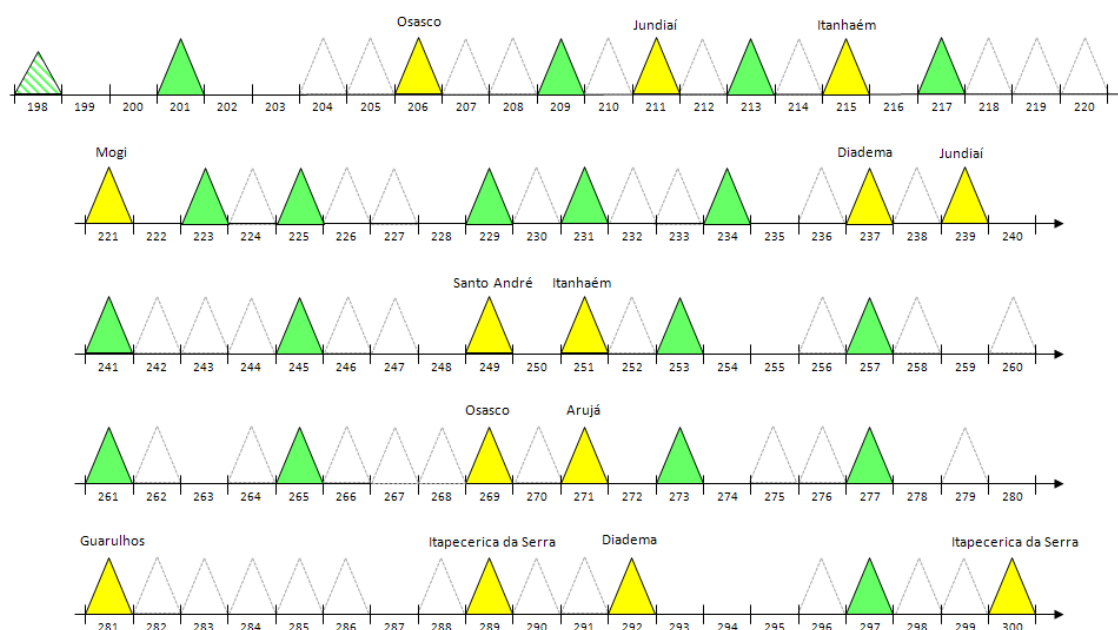 Osasco Jundiaí Itanhaém
198 199 200 201 202 203 204 205 206 207 208 209 210 211 212 213 214 215 216 217 218 219 220
Mogi Diadema Jundiaí
221 222 223 224 225 226 227 228 229 230 231 232 233 234 235 236 237 238 239 240
Santo André Itanhaém
241 242 243 244 245 246 247 248 249 250 251 252 253 254 255 256 257 258 259 260
Osasco Arujá
261 262 263 264 265 266 267 268 269 270 271 272 273 274 275 276 277 278 279 280
Guarulhos Itapecerica da Serra Diadema Itapecerica da Serra
281 282 283 284 285 286 287 288 289 290 291 292 293 294 295 296 297 298 299 300